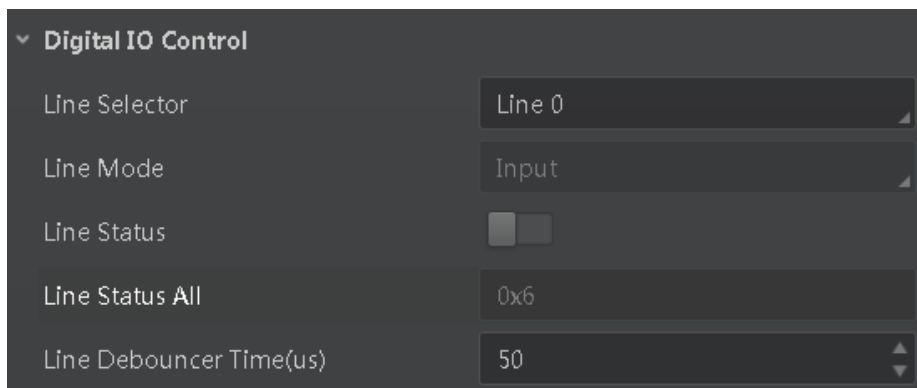 Digital IO Control
Line Selector Line 0
Line Mode Input
Line Status
Line Status All 0x6
Line Debouncer Time(us) 50